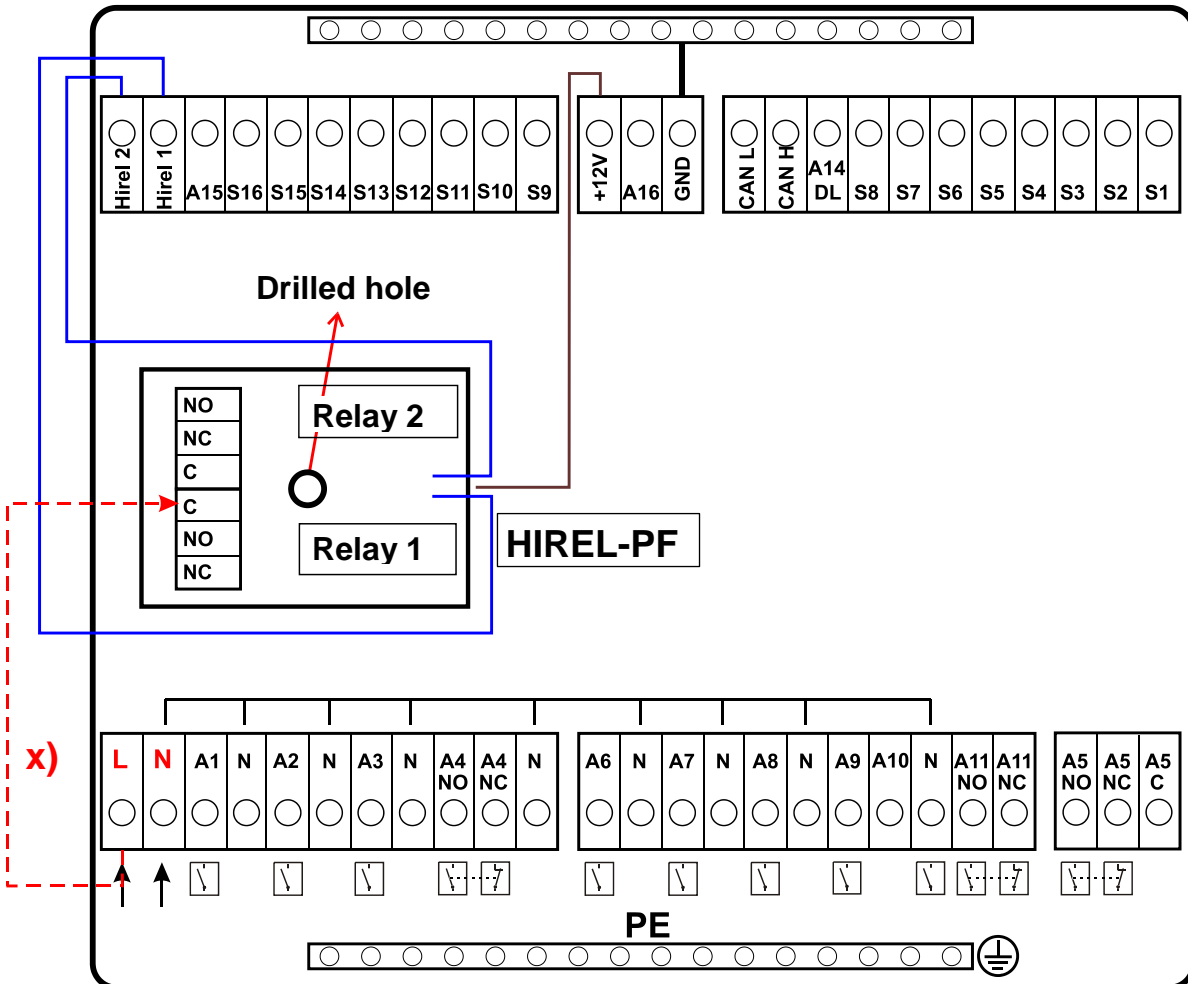 Hirel 2 Hirel 1 A15 S16 S15 S14 S13 S12 S11 S10 S9
+12V A16 GND
CAN L CAN H A14 DL S8 S7 S6 S5 S4 S3 S2 S1
Drilled hole
NO
NC
C
C
NO
NC
Relay 2
Relay 1
HIREL-PF
x)
L N A1 N A2 N A3 N A4 NO A4 NC N
A6 N A7 N A8 N A9 A10 N A11 NO A11 NC
A5 NO A5 NC A5 C
PE